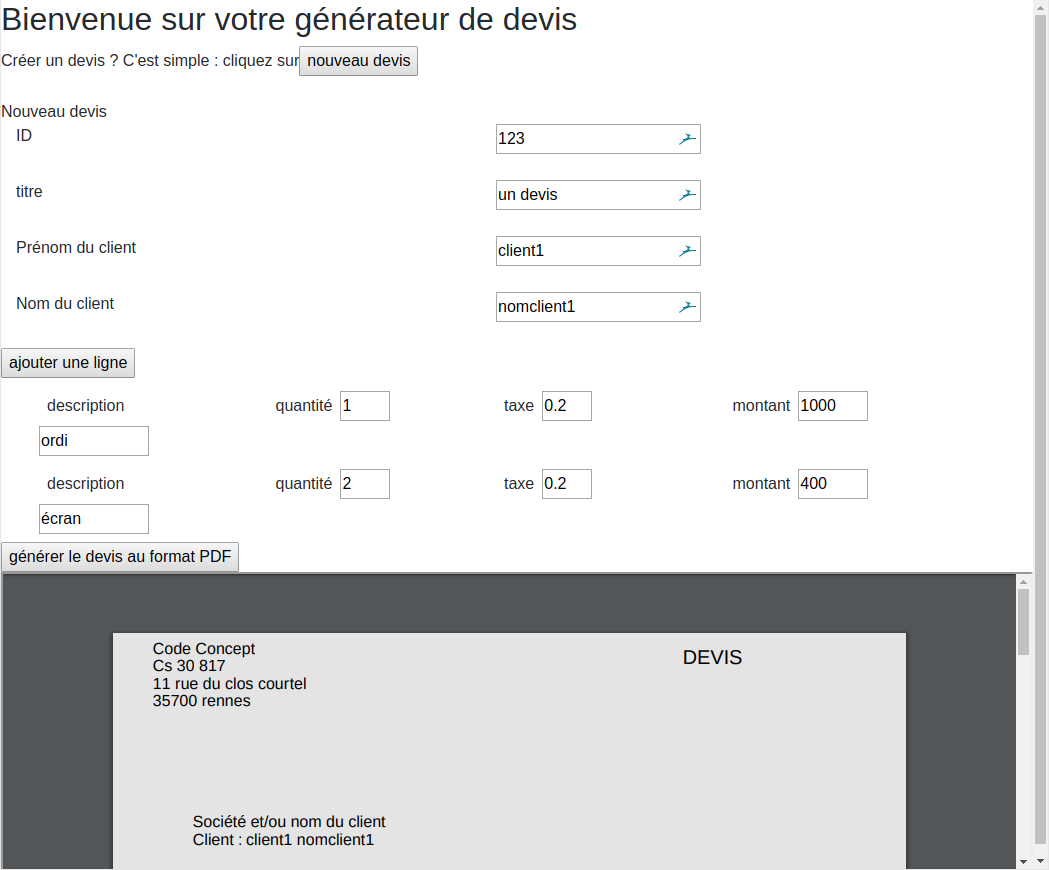 Bienvenue sur votre générateur de devis
Créer un devis ? C'est simple : cliquez sur nouveau devis
Nouveau devis
ID 123
titre un devis
Prénom du client client1
Nom du client nomclient1
ajouter une ligne
description quantité 1 taxe 0.2 montant 1000
ordi
description quantité 2 taxe 0.2 montant 400
écran
générer le devis au format PDF
Code Concept DEVIS
Cs 30 817
11 rue du clos courtel
35700 rennes
Société et/ou nom du client
Client : client1 nomclient1